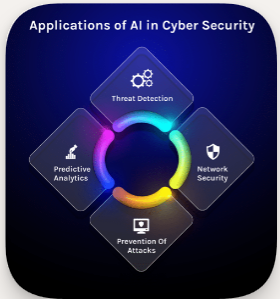 Applications of AI in Cyber Security
Threat Detection
Predictive
Analytics
Network
Security
Prevention Of
Attacks